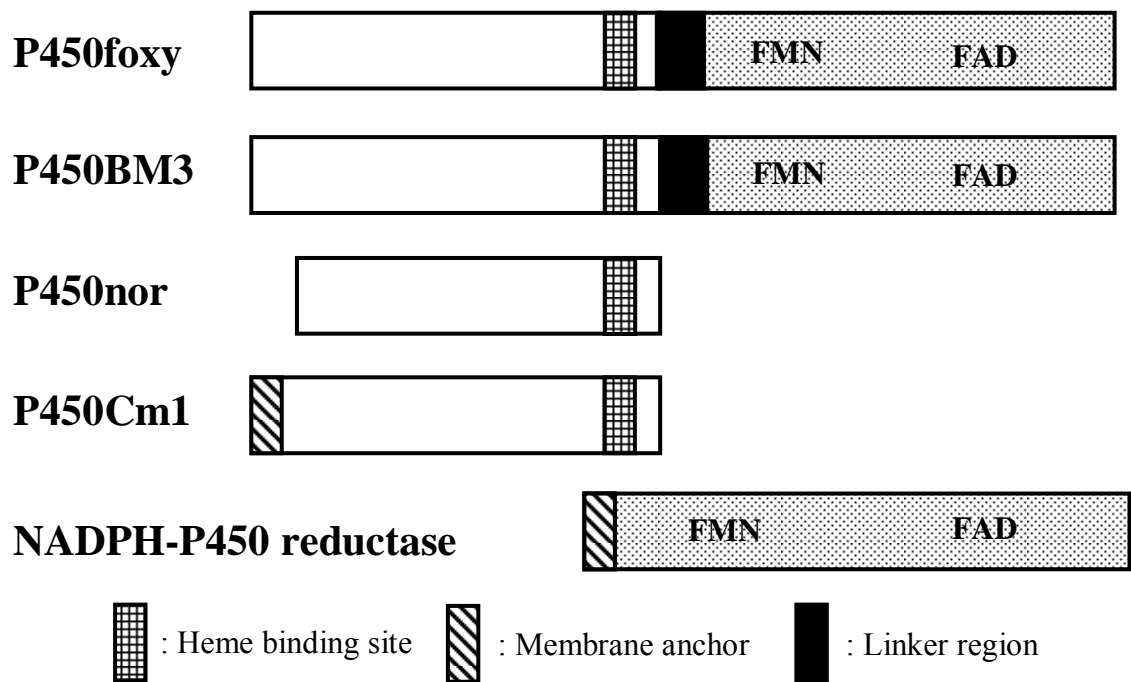 P450foxy
FMN FAD
P450BM3
FMN FAD
P450nor
P450Cm1
NADPH-P450 reductase
FMN FAD
: Heme binding site : Membrane anchor : Linker region